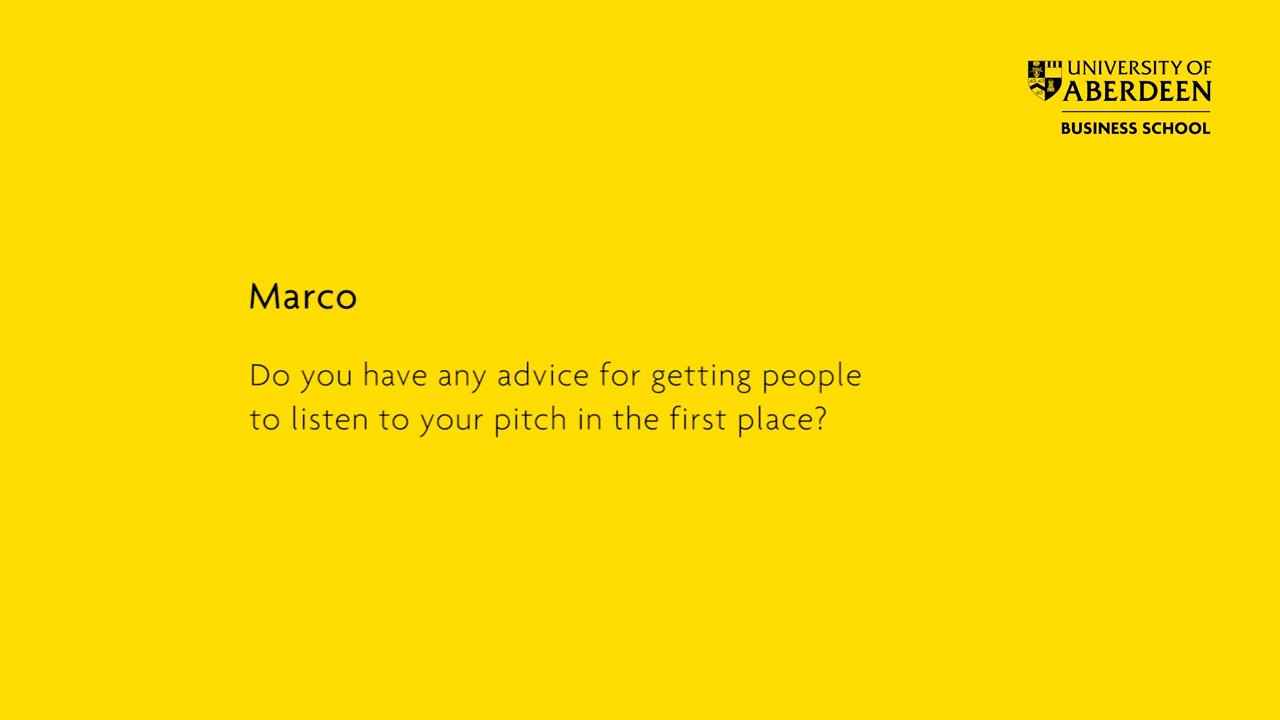 UNIVERSITY OF
ABERDEEN
BUSINESS SCHOOL
Marco
Do you have any advice for getting people
to listen to your pitch in the first place?